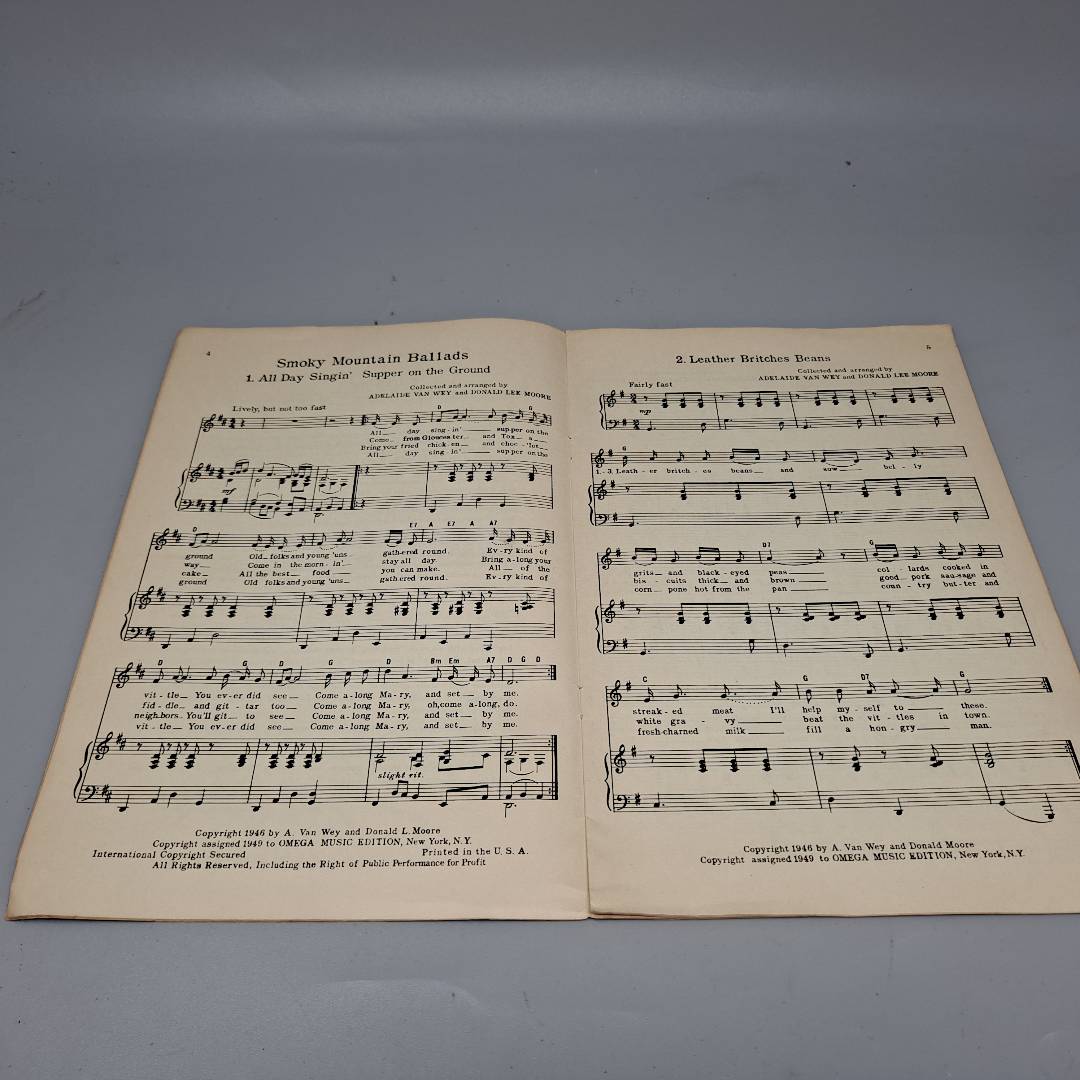 4
Smoky Mountain Ballads
1. All Day Singin' Supper on the Ground
Collected and arranged by
ADELAIDE VAN WEY and DONALD LEE MOORE
Lively, but not too fast
D G
All day sing-in' supper on the
Come from Gloucester and Tox - a
Bring your fried chick-en and choc-'lot
All day sing-in' supper on the
mf
D E7 A E7 A A7
ground Old folks and young 'uns gathered round. Ev-ry kind of
way Come in the morn-in' stay all day. Bring a-long your
cake All the best food you can make. All of the
ground Old folks and young 'uns gathered round. Ev-ry kind of
D G D G D Bm Em A7 D G D
vit-tle You ev-er did see Come a-long Ma-ry, and set by me.
fid-dle and git-tar too Come a-long Ma-ry, oh, come a-long, do.
neighbors You'll git to see Come a-long Ma-ry, and set by me.
vit-tle You ev-er did see Come a-long Ma-ry, and set by me.
slight rit.
Copyright 1946 by A. Van Wey and Donald L. Moore
Copyright assigned 1949 to OMEGA MUSIC EDITION, New York, N.Y.
International Copyright Secured Printed in the U. S. A.
All Rights Reserved, Including the Right of Public Performance for Profit
5
2. Leather Britches Beans
Collected and arranged by
ADELAIDE VAN WEY and DONALD LEE MOORE
Fairly fast
mp
G
1.-3. Leath-er britch-es beans and sow bel-ly
D7 G
grits and black-eyed peas col-lards cooked in
bis-cuits thick and brown good pork sausage and
corn pone hot from the pan coun-try but-ter and
C G D7 G
streak-ed meat I'll help my-self to these.
white gra-vy beat the vit-tles in town.
fresh charned milk fill a hon-gry man.
Copyright 1946 by A. Van Wey and Donald Moore
Copyright assigned 1949 to OMEGA MUSIC EDITION, New York, N.Y.